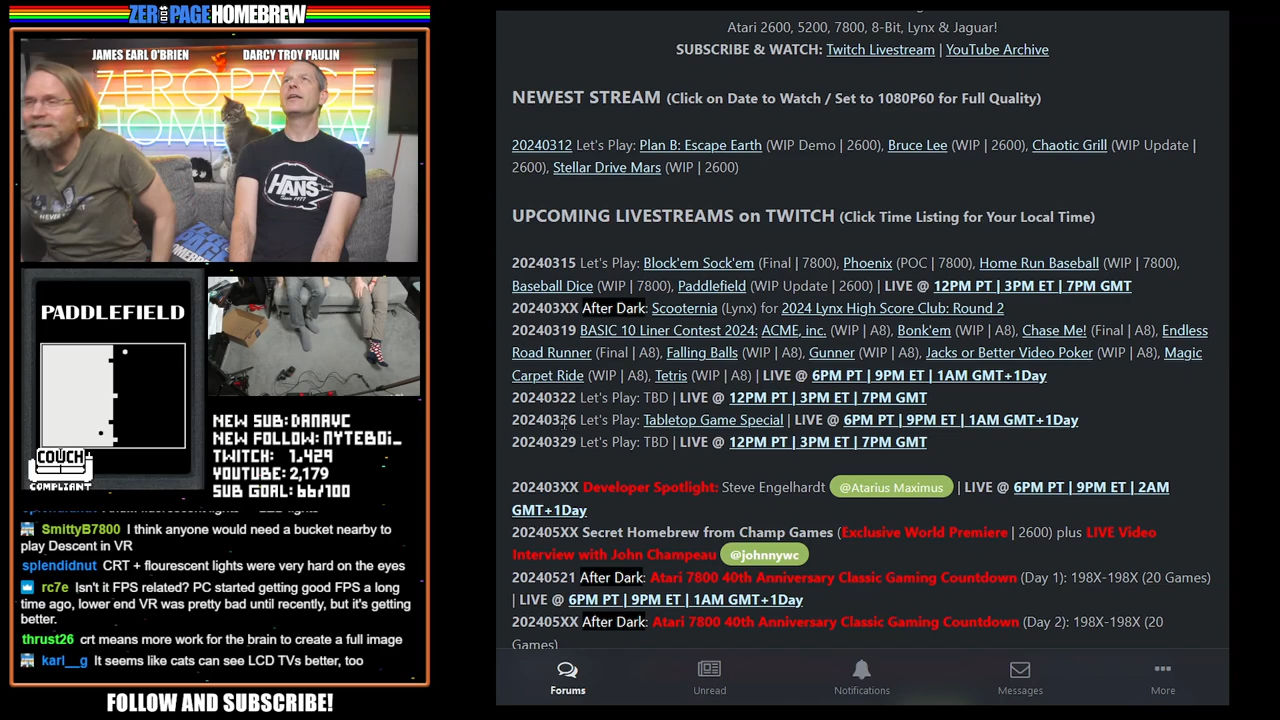 ZEROPAGE HOMEBREW
JAMES EARL O'BRIEN
DARCY TROY PAULIN
ZEROPAGE
HOMEBREW
HANS
PADDLEFIELD
COUCH
COMPLIANT
NEW SUB: DANAVC
NEW FOLLOW: NYTEBOI_
TWITCH: 1,429
YOUTUBE: 2,179
SUB GOAL: 66/100
SmittyB7800 I think anyone would need a bucket nearby to
play Descent in VR
splendidnut CRT + flourescent lights were very hard on the eyes
rc7e Isn't it FPS related? PC started getting good FPS a long
time ago, lower end VR was pretty bad until recently, but it's getting
better.
thrust26 crt means more work for the brain to create a full image
karl__g It seems like cats can see LCD TVs better, too
FOLLOW AND SUBSCRIBE!
Atari 2600, 5200, 7800, 8-Bit, Lynx & Jaguar!
SUBSCRIBE & WATCH: Twitch Livestream | YouTube Archive
NEWEST STREAM (Click on Date to Watch / Set to 1080P60 for Full Quality)
20240312 Let's Play: Plan B: Escape Earth (WIP Demo | 2600), Bruce Lee (WIP | 2600), Chaotic Grill (WIP Update |
2600), Stellar Drive Mars (WIP | 2600)
UPCOMING LIVESTREAMS on TWITCH (Click Time Listing for Your Local Time)
20240315 Let's Play: Block'em Sock'em (Final | 7800), Phoenix (POC | 7800), Home Run Baseball (WIP | 7800),
Baseball Dice (WIP | 7800), Paddlefield (WIP Update | 2600) | LIVE @ 12PM PT | 3PM ET | 7PM GMT
202403XX After Dark: Scooternia (Lynx) for 2024 Lynx High Score Club: Round 2
20240319 BASIC 10 Liner Contest 2024: ACME, inc. (WIP | A8), Bonk'em (WIP | A8), Chase Me! (Final | A8), Endless
Road Runner (Final | A8), Falling Balls (WIP | A8), Gunner (WIP | A8), Jacks or Better Video Poker (WIP | A8), Magic
Carpet Ride (WIP | A8), Tetris (WIP | A8) | LIVE @ 6PM PT | 9PM ET | 1AM GMT+1Day
20240322 Let's Play: TBD | LIVE @ 12PM PT | 3PM ET | 7PM GMT
20240326 Let's Play: Tabletop Game Special | LIVE @ 6PM PT | 9PM ET | 1AM GMT+1Day
20240329 Let's Play: TBD | LIVE @ 12PM PT | 3PM ET | 7PM GMT
202403XX Developer Spotlight: Steve Engelhardt @Atarius Maximus | LIVE @ 6PM PT | 9PM ET | 2AM
GMT+1Day
202405XX Secret Homebrew from Champ Games (Exclusive World Premiere | 2600) plus LIVE Video
Interview with John Champeau @johnnywc
20240521 After Dark: Atari 7800 40th Anniversary Classic Gaming Countdown (Day 1): 198X-198X (20 Games)
| LIVE @ 6PM PT | 9PM ET | 1AM GMT+1Day
202405XX After Dark: Atari 7800 40th Anniversary Classic Gaming Countdown (Day 2): 198X-198X (20
Games)
Forums
Unread
Notifications
Messages
More